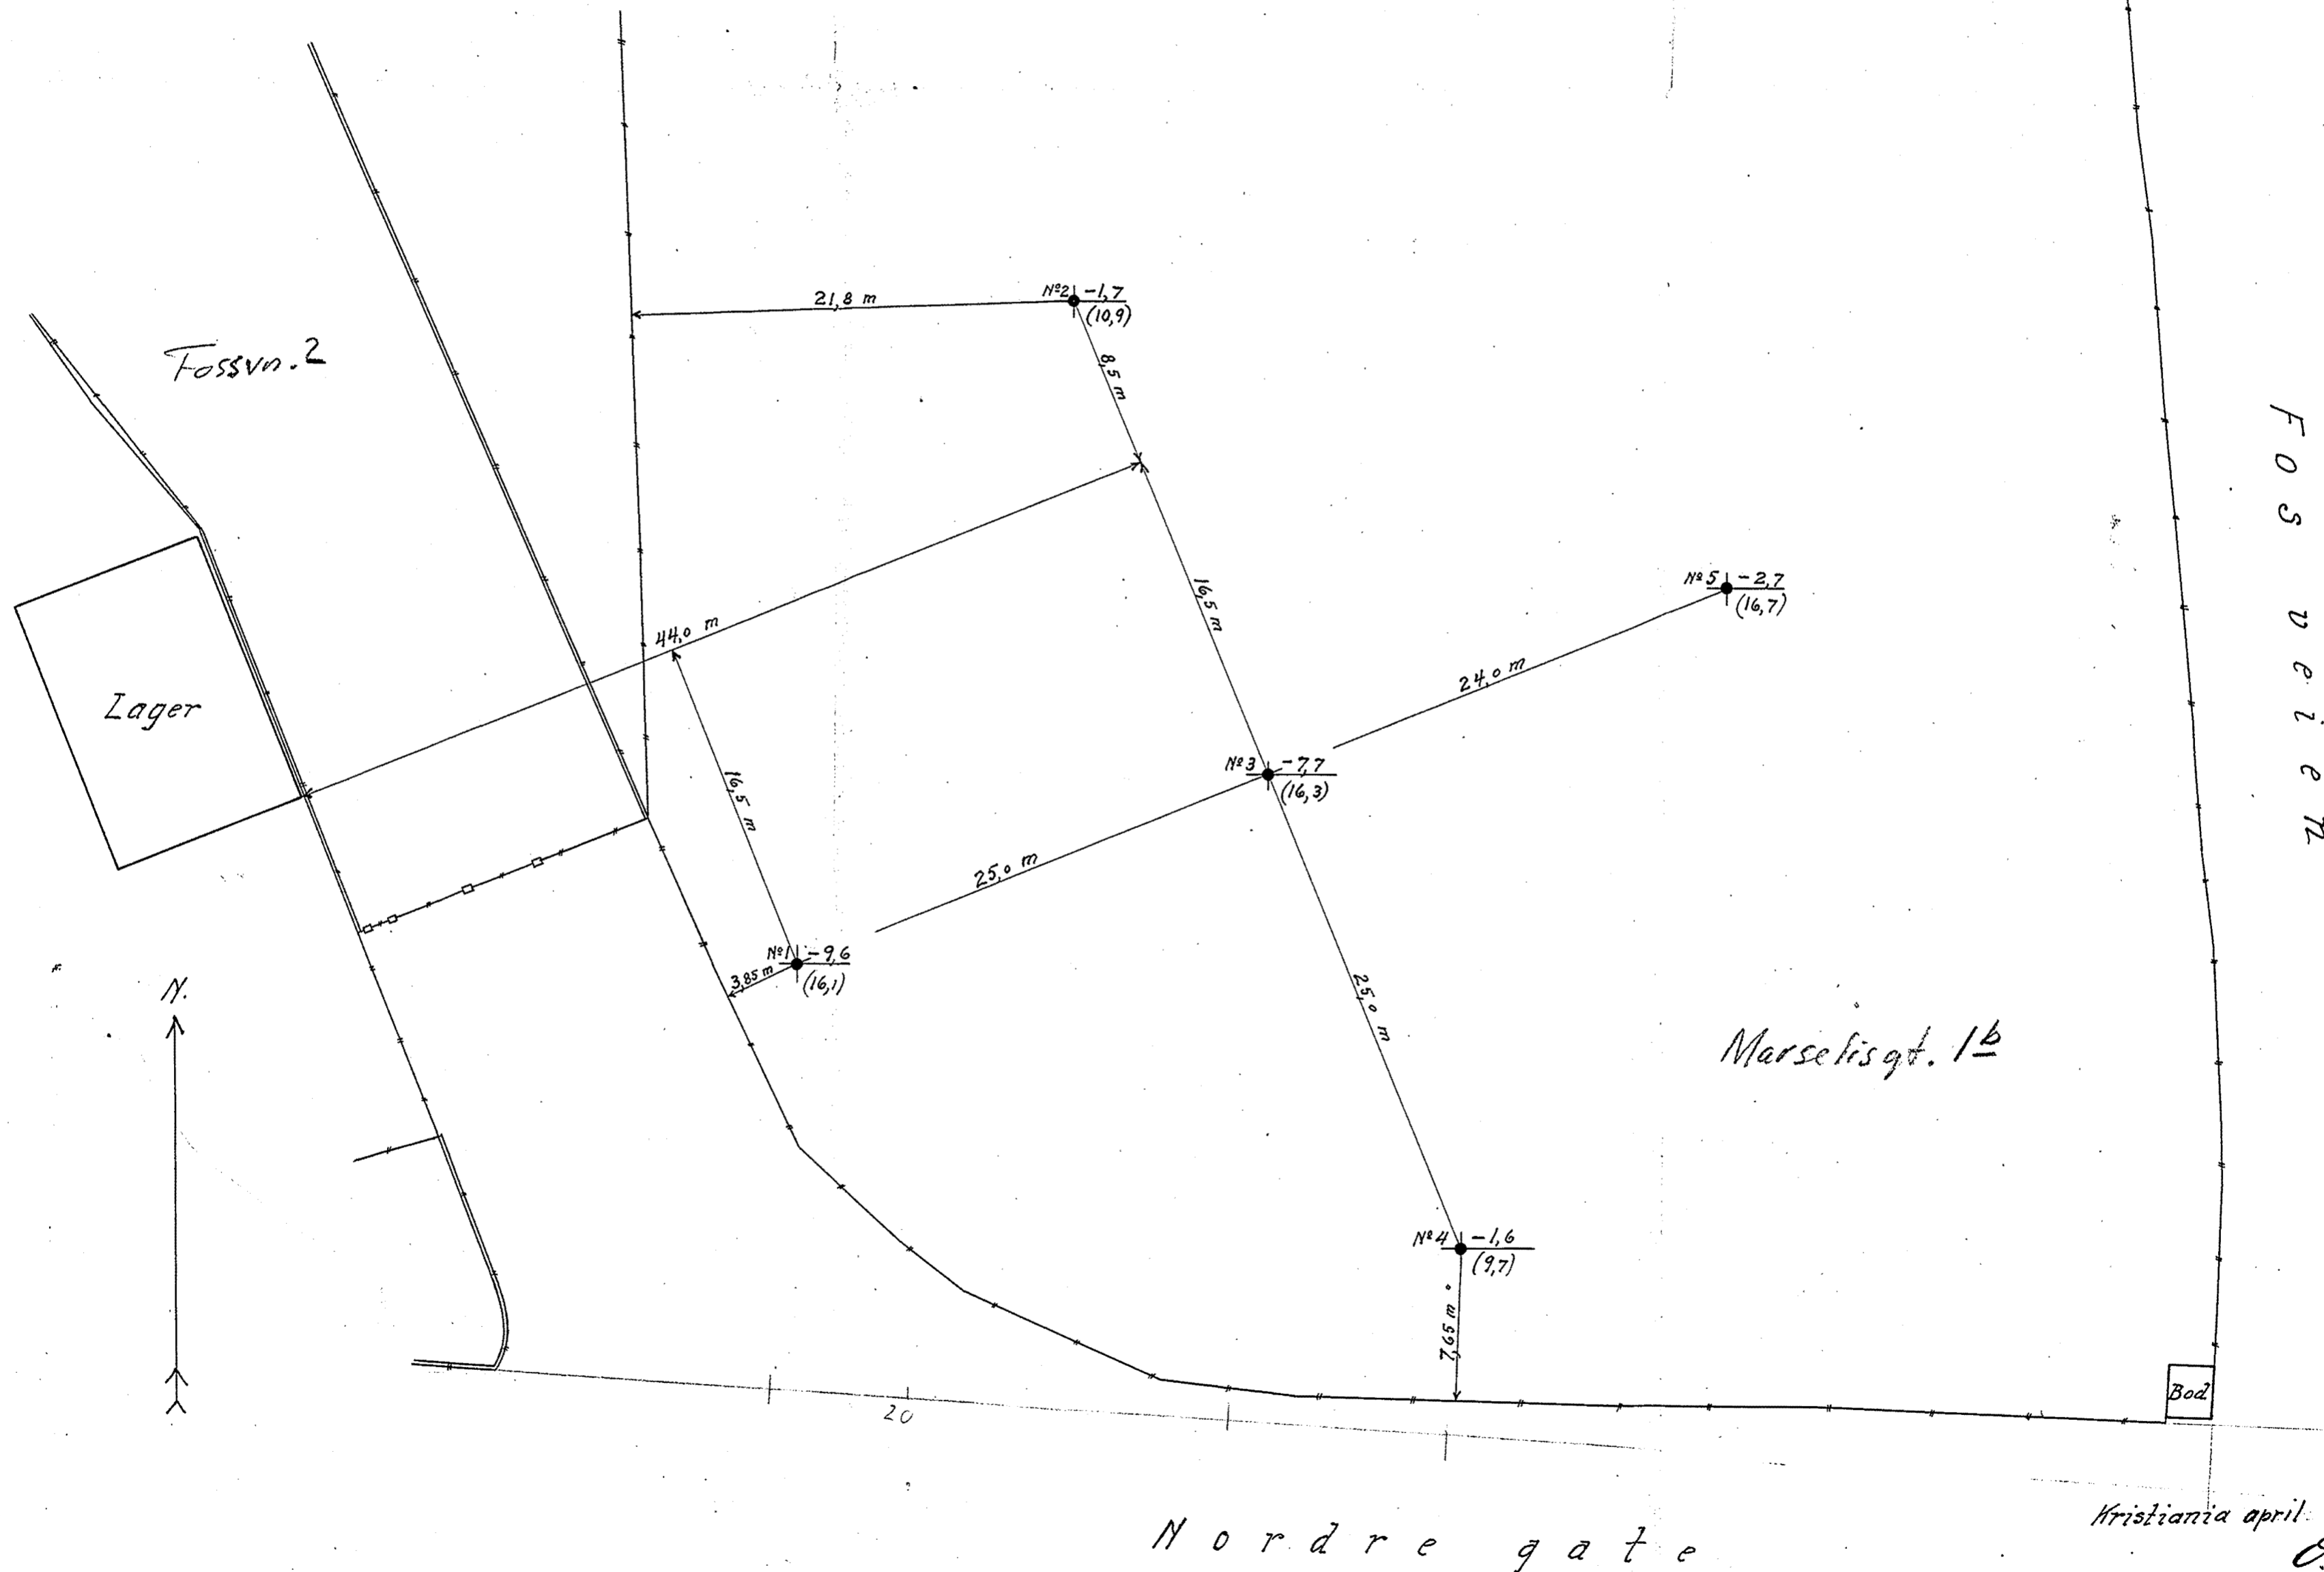 21,8 m
Nº2 -1,7
(10,9)
8,5 m
Fossvn. 2
Fosveien
16,5 m
Nº5 -2,7
(16,7)
44,0 m
24,0 m
Lager
16,5 m
Nº3 -7,7
(16,3)
25,0 m
Nº1 -9,6
(16,1)
3,85 m
25,0 m
N.
Marselisgt. 1b
Nº4 -1,6
(9,7)
7,65 m
Bod
20
Kristiania april
Nordre gate